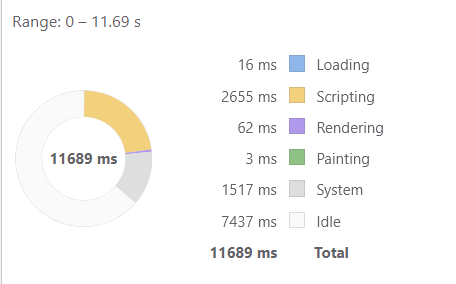 Range: 0 – 11.69 s
16 ms Loading
2655 ms Scripting
62 ms Rendering
11689 ms
3 ms Painting
1517 ms System
7437 ms Idle
11689 ms Total